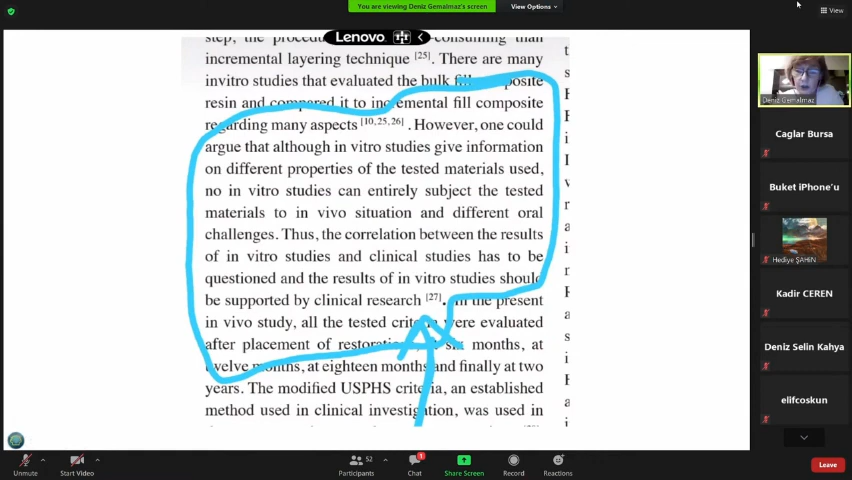 You are viewing Deniz Gemalmaz's screen
View Options
View
Lenovo
step, the procedu
-consuming than
incremental layering technique [25]. There are many
invitro studies that evaluated the bulk fill composite
resin and compared it to incremental fill composite
regarding many aspects [10,25,26]. However, one could
argue that although in vitro studies give information
on different properties of the tested materials used,
no in vitro studies can entirely subject the tested
materials to in vivo situation and different oral
challenges. Thus, the correlation between the results
of in vitro studies and clinical studies has to be
questioned and the results of in vitro studies should
be supported by clinical research [27]. In the present
in vivo study, all the tested criteria were evaluated
after placement of restoration, at six months, at
twelve months, at eighteen months and finally at two
years. The modified USPHS criteria, an established
method used in clinical investigation, was used in
Deniz Gemalmaz
Caglar Bursa
Buket iPhone'u
Hediye ŞAHİN
Kadir CEREN
Deniz Selin Kahya
elifcoskun
Unmute
Start Video
52
Participants
1
Chat
Share Screen
Record
Reactions
Leave